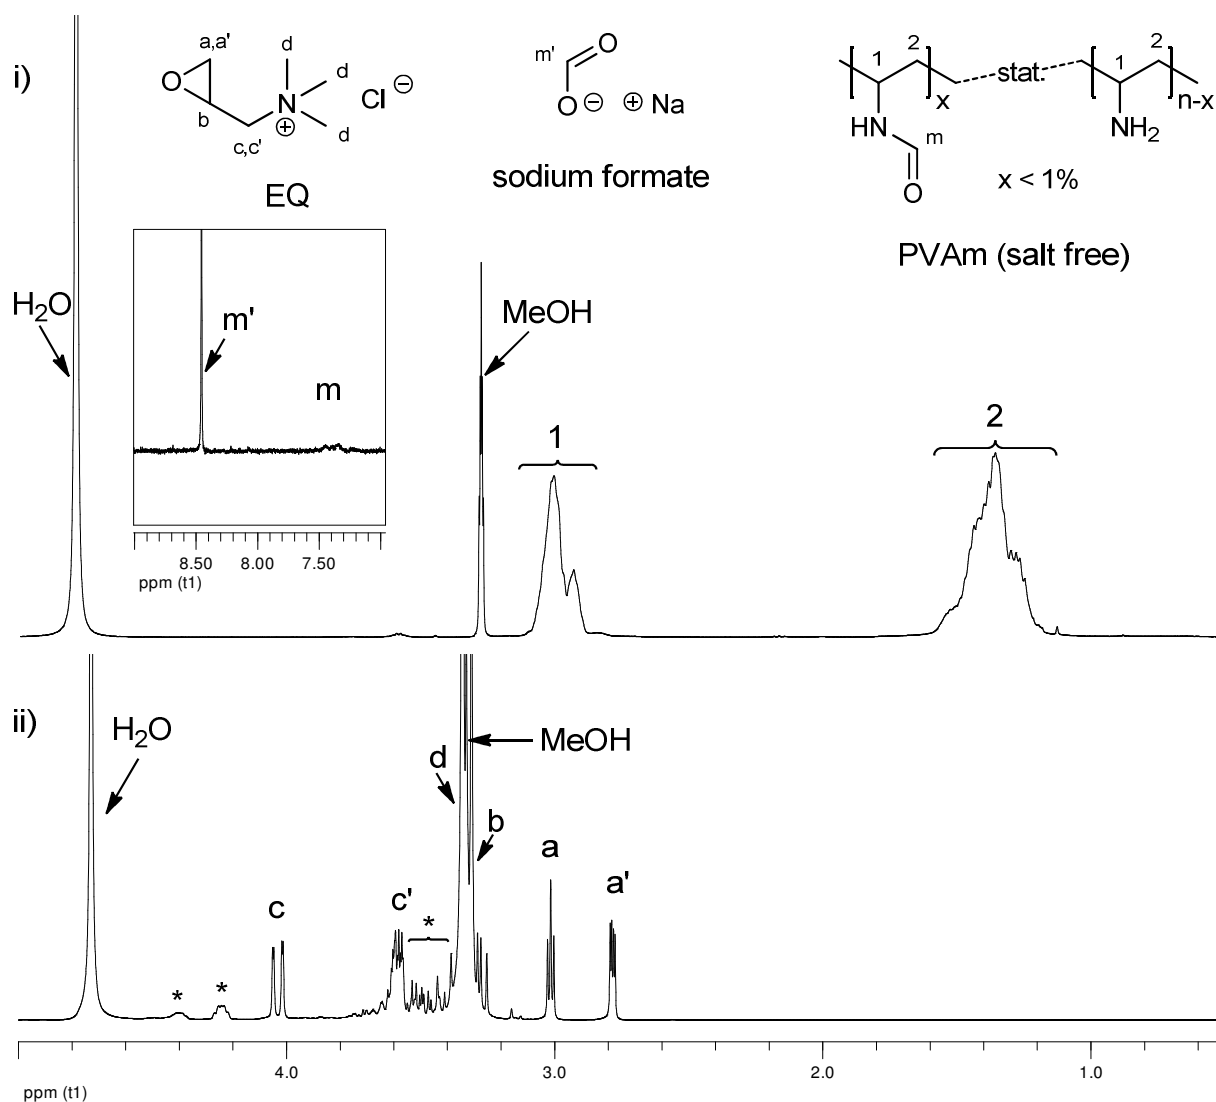 i)
a,a'
O
b
c,c'
N
⊕
d
d
d
Cl ⊖
EQ
m'
O
O ⊖ ⊕ Na
sodium formate
1
2
x
stat.
1
2
n-x
HN
m
O
NH2
x < 1%
PVAm (salt free)
H2O
m'
m
8.50 8.00 7.50
ppm (t1)
MeOH
1
2
ii)
H2O
d
MeOH
b
a
a'
c
c'
*
*
*
4.0 3.0 2.0 1.0
ppm (t1)